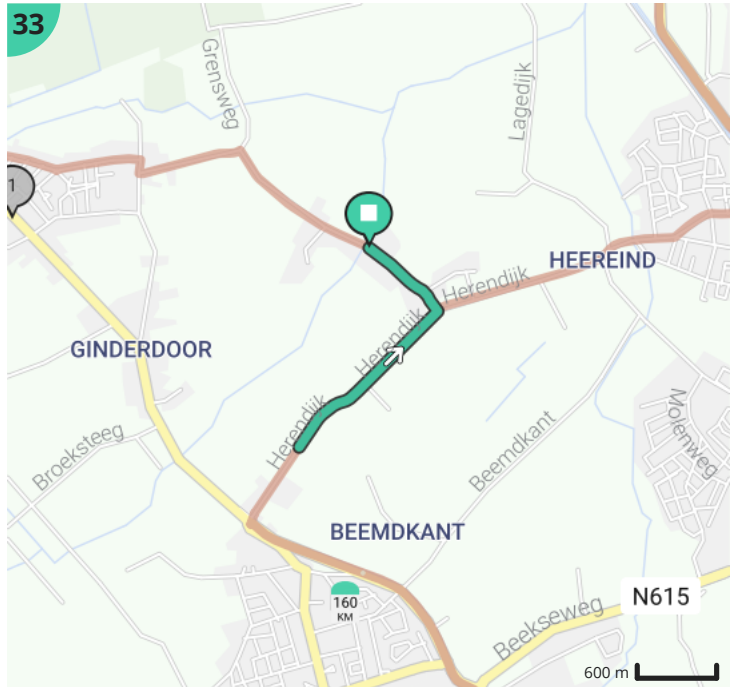 33
Grensweg
Lagedijk
1
HEEREIND
Herendijk
Herendijk
GINDERDOOR
Herendijk
Broeksteeg
Molenweg
Beemdkant
BEEMDKANT
160
KM
N615
Beekseweg
600 m